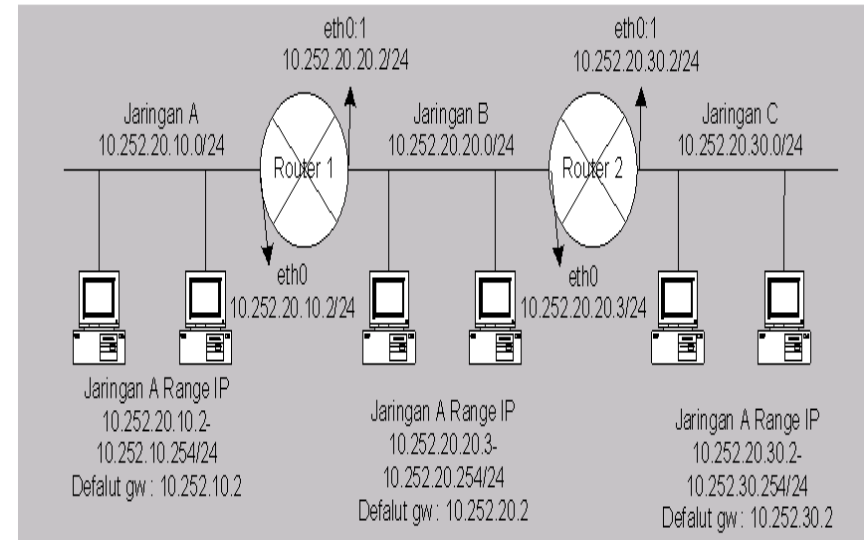 eth0:1
10.252.20.20.2/24
eth0:1
10.252.20.30.2/24
Jaringan A
10.252.20.10.0/24
Jaringan B
10.252.20.20.0/24
Jaringan C
10.252.20.30.0/24
Router 1
Router 2
eth0
10.252.20.10.2/24
eth0
10.252.20.20.3/24
Jaringan A Range IP
10.252.20.10.2-
10.252.10.254/24
Defalut gw : 10.252.10.2
Jaringan A Range IP
10.252.20.20.3-
10.252.20.254/24
Defalut gw : 10.252.20.2
Jaringan A Range IP
10.252.20.30.2-
10.252.30.254/24
Defalut gw : 10.252.30.2